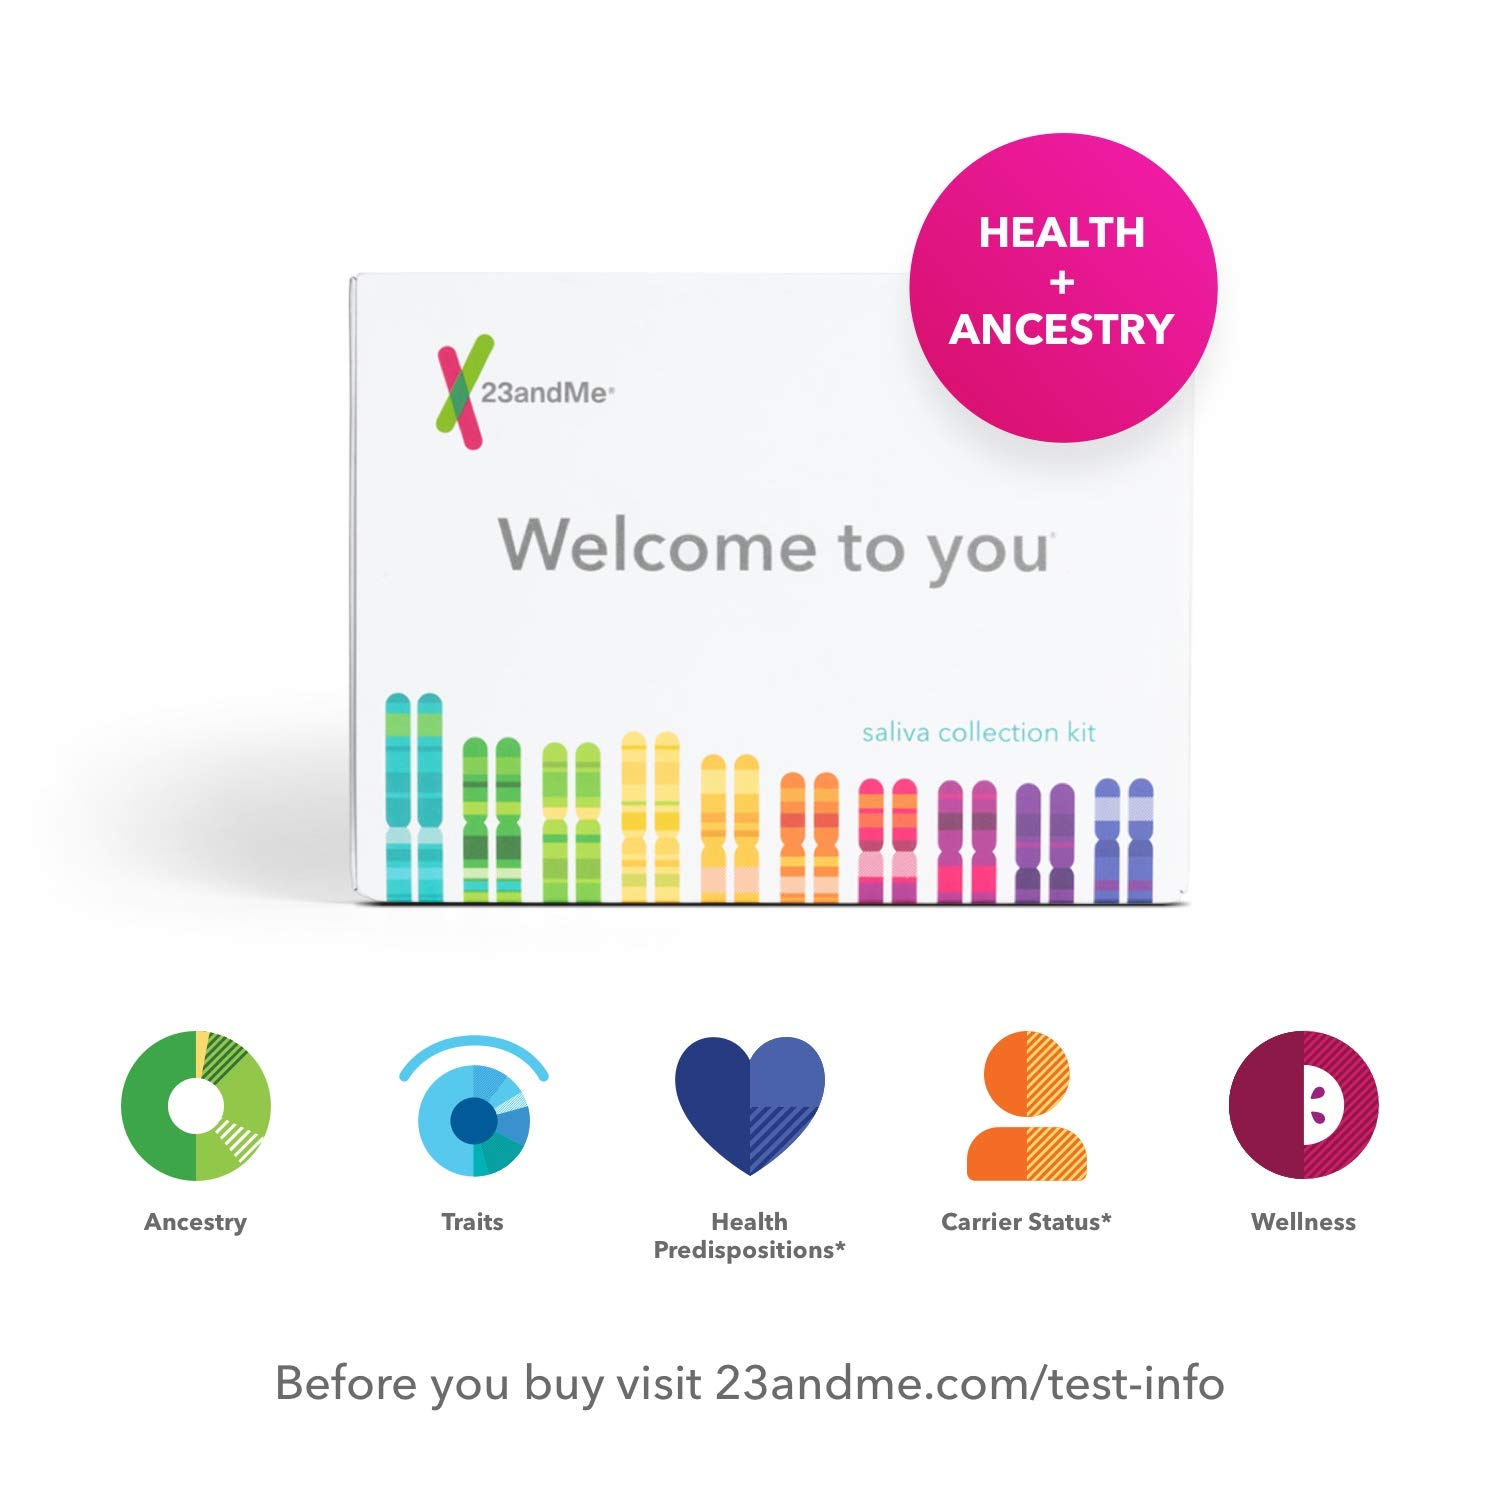 HEALTH
+
ANCESTRY
23andMe®
Welcome to you®
saliva collection kit
Ancestry
Traits
Health
Predispositions*
Carrier Status*
Wellness
Before you buy visit 23andme.com/test-info